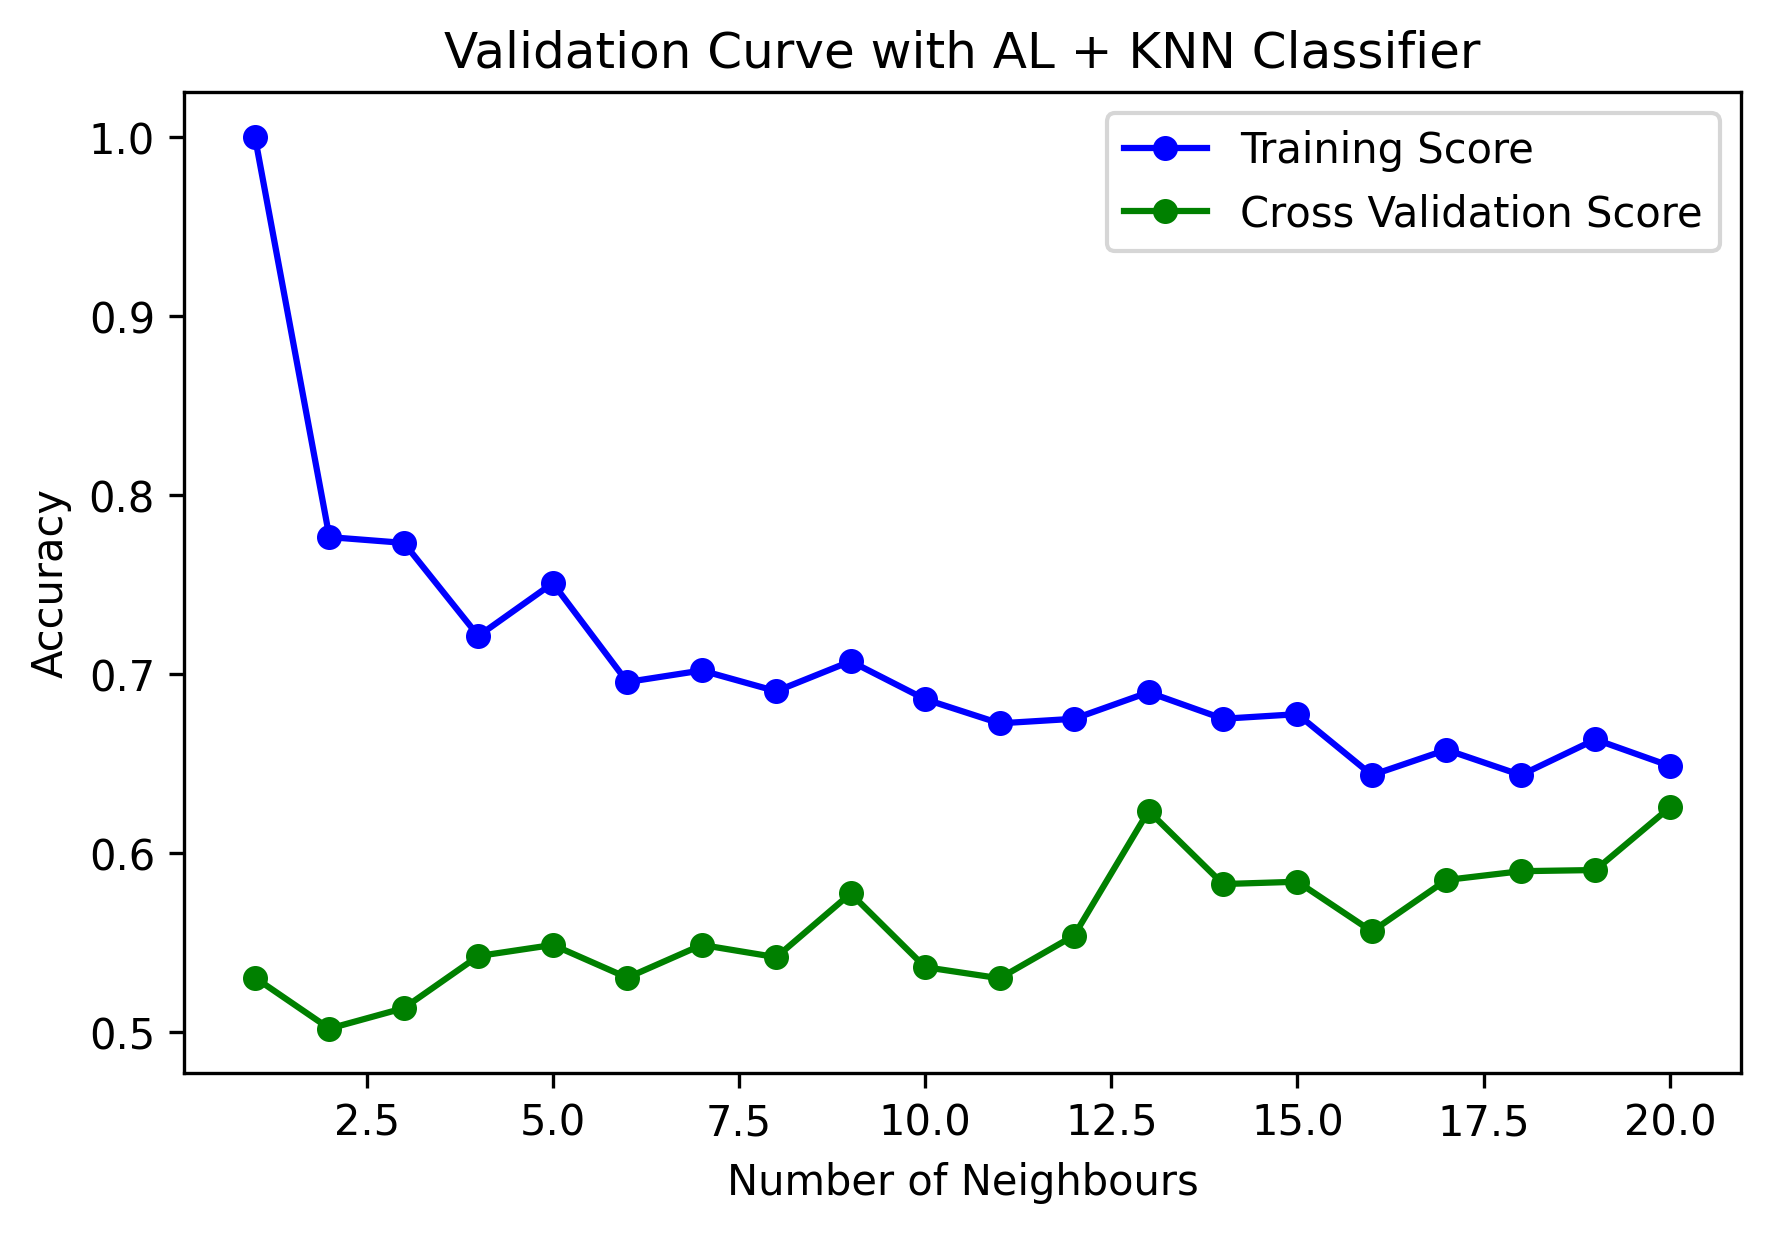 Validation Curve with AL + KNN Classifier
Training Score
Cross Validation Score
1.0
0.9
0.8
0.7
0.6
0.5
Accuracy
2.5 5.0 7.5 10.0 12.5 15.0 17.5 20.0
Number of Neighbours